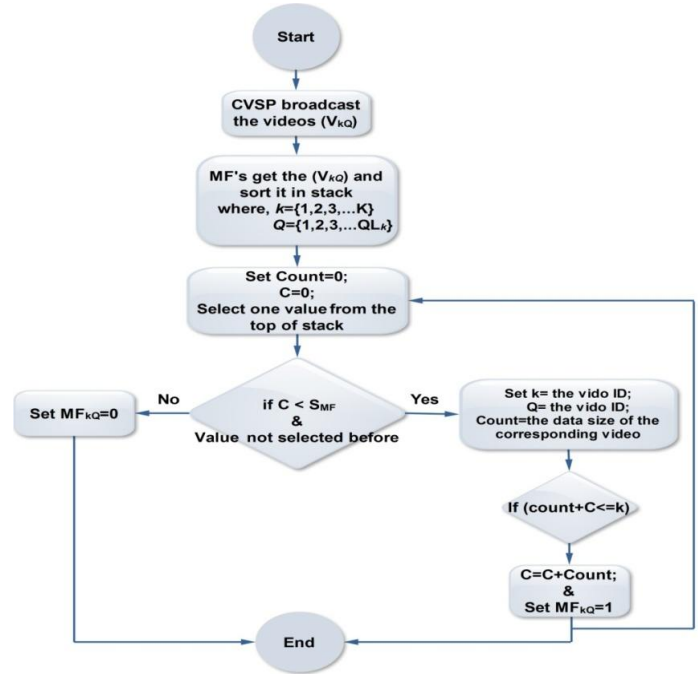 Start
CVSP broadcast
the videos (VkQ)
MF's get the (VkQ) and
sort it in stack
where, k={1,2,3,...K}
Q={1,2,3,...QLk}
Set Count=0;
C=0;
Select one value from the
top of stack
if C < SMF
&
Value not selected before
No
Yes
Set MFkQ=0
Set k= the vido ID;
Q= the vido ID;
Count=the data size of the
corresponding video
If (count+C<=k)
C=C+Count;
&
Set MFkQ=1
End